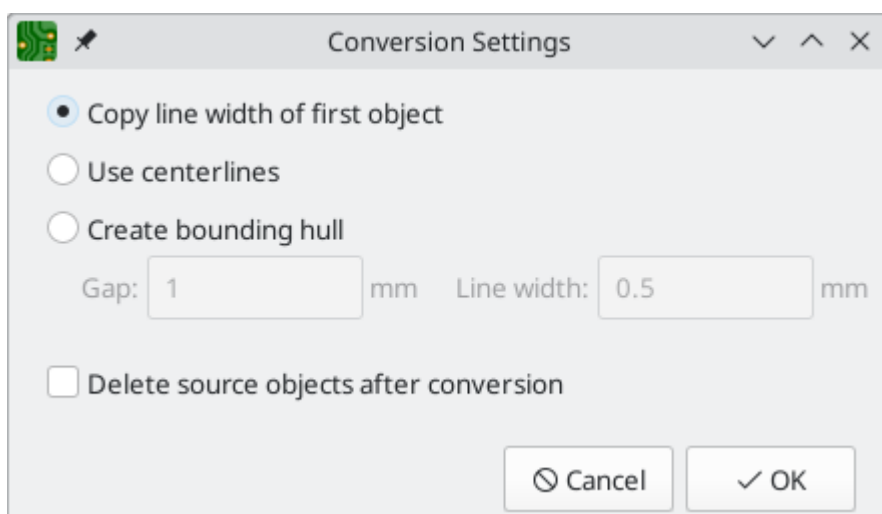 Conversion Settings
Copy line width of first object
Use centerlines
Create bounding hull
Gap: 1 mm Line width: 0.5 mm
Delete source objects after conversion
Cancel OK